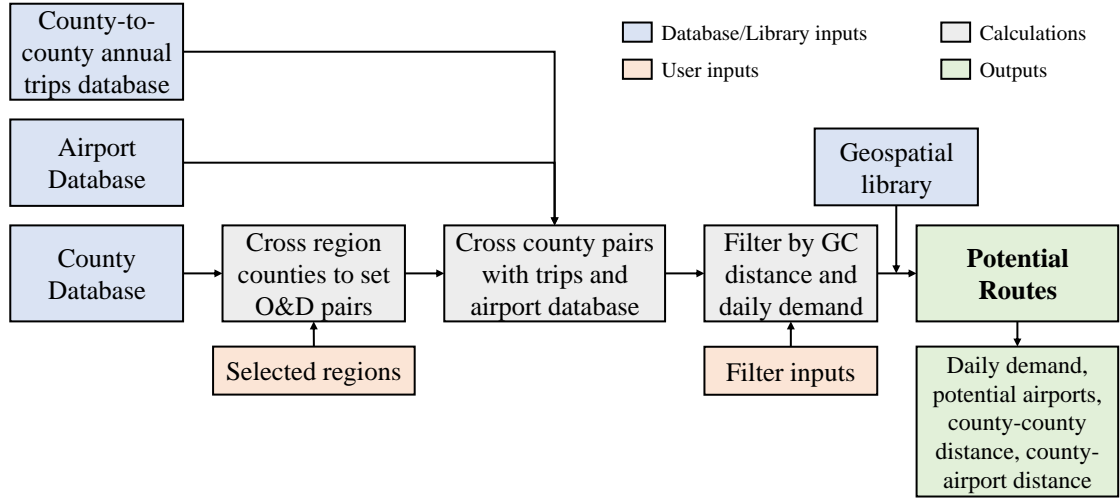 County-to-
county annual
trips database
Database/Library inputs
Calculations
User inputs
Outputs
Airport
Database
Geospatial
library
County
Database
Cross region
counties to set
O&D pairs
Cross county pairs
with trips and
airport database
Filter by GC
distance and
daily demand
Potential
Routes
Selected regions
Filter inputs
Daily demand,
potential airports,
county-county
distance, county-
airport distance